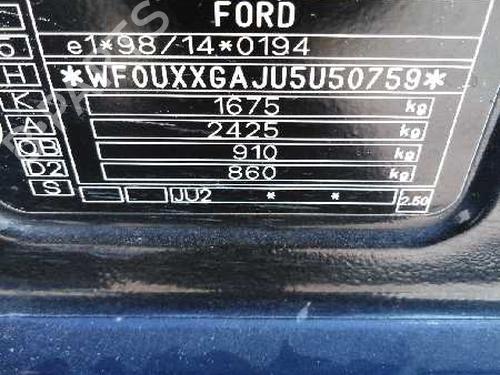 FORD
e1*98/14*0194
*WF0UXXGAJU5U50759*
K 1675 kg
A 2425 kg
OB 910 kg
D2 860 kg
S JU2 * * 2.50